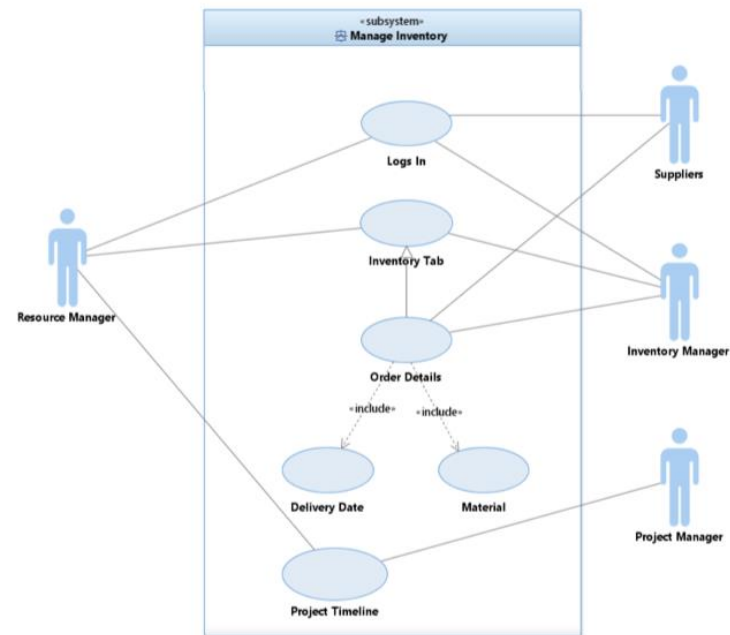 «subsystem»
Manage Inventory
Logs In
Suppliers
Inventory Tab
Resource Manager
Inventory Manager
Order Details
«include»
«include»
Delivery Date
Material
Project Manager
Project Timeline